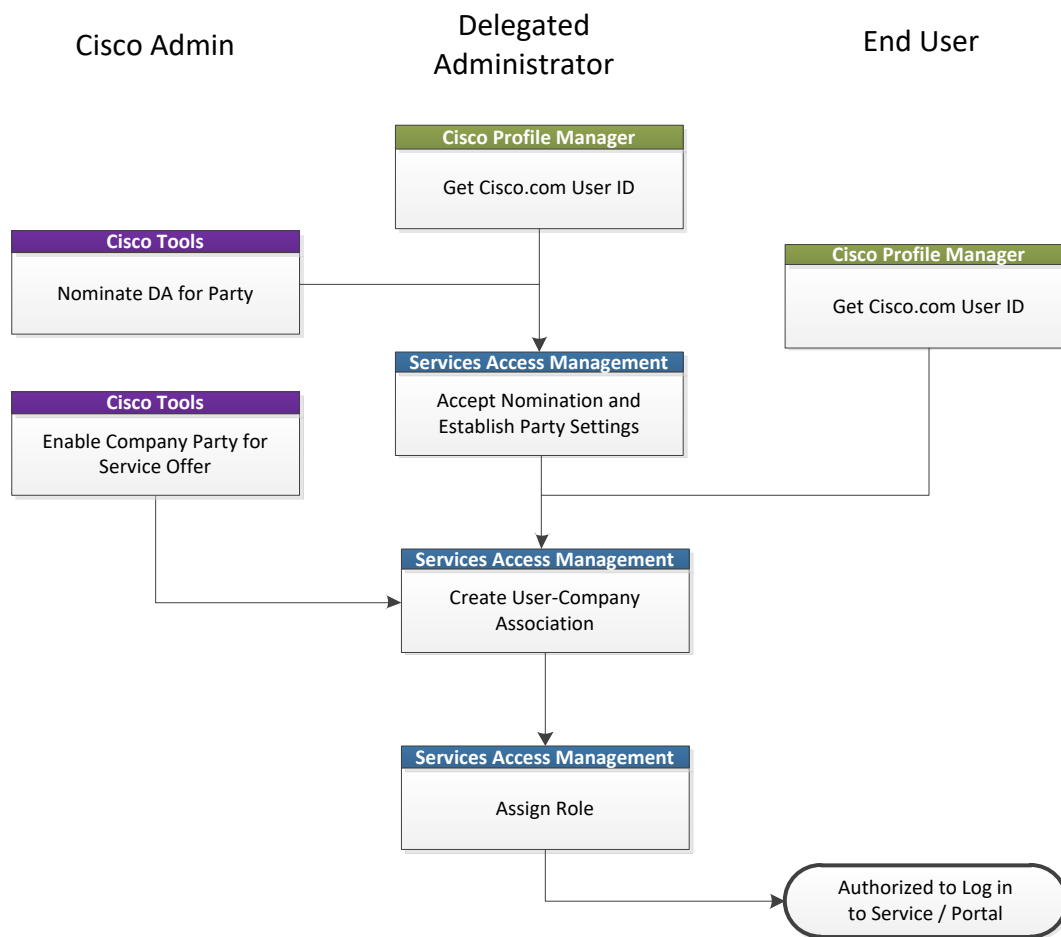 Cisco Admin
Delegated
Administrator
End User
Cisco Profile Manager
Get Cisco.com User ID
Cisco Tools
Nominate DA for Party
Cisco Profile Manager
Get Cisco.com User ID
Services Access Management
Accept Nomination and
Establish Party Settings
Cisco Tools
Enable Company Party for
Service Offer
Services Access Management
Create User-Company
Association
Services Access Management
Assign Role
Authorized to Log in
to Service / Portal